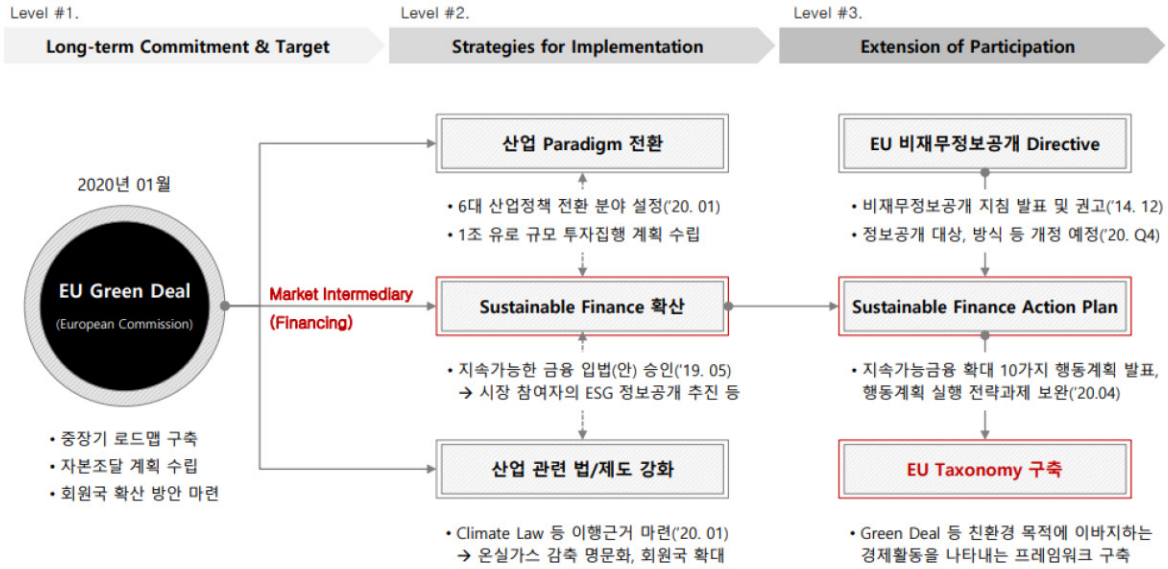 Level #1.
Long-term Commitment & Target
Level #2.
Strategies for Implementation
Level #3.
Extension of Participation
2020년 01월
EU Green Deal
(European Commission)
• 중장기 로드맵 구축
• 자본조달 계획 수립
• 회원국 확산 방안 마련
Market Intermediary
(Financing)
산업 Paradigm 전환
• 6대 산업정책 전환 분야 설정('20. 01)
• 1조 유로 규모 투자집행 계획 수립
Sustainable Finance 확산
• 지속가능한 금융 입법(안) 승인('19. 05)
→ 시장 참여자의 ESG 정보공개 추진 등
산업 관련 법/제도 강화
• Climate Law 등 이행근거 마련('20. 01)
→ 온실가스 감축 명문화, 회원국 확대
EU 비재무정보공개 Directive
• 비재무정보공개 지침 발표 및 권고('14. 12)
• 정보공개 대상, 방식 등 개정 예정('20. Q4)
Sustainable Finance Action Plan
• 지속가능금융 확대 10가지 행동계획 발표,
행동계획 실행 전략과제 보완('20.04)
EU Taxonomy 구축
• Green Deal 등 친환경 목적에 이바지하는
경제활동을 나타내는 프레임워크 구축